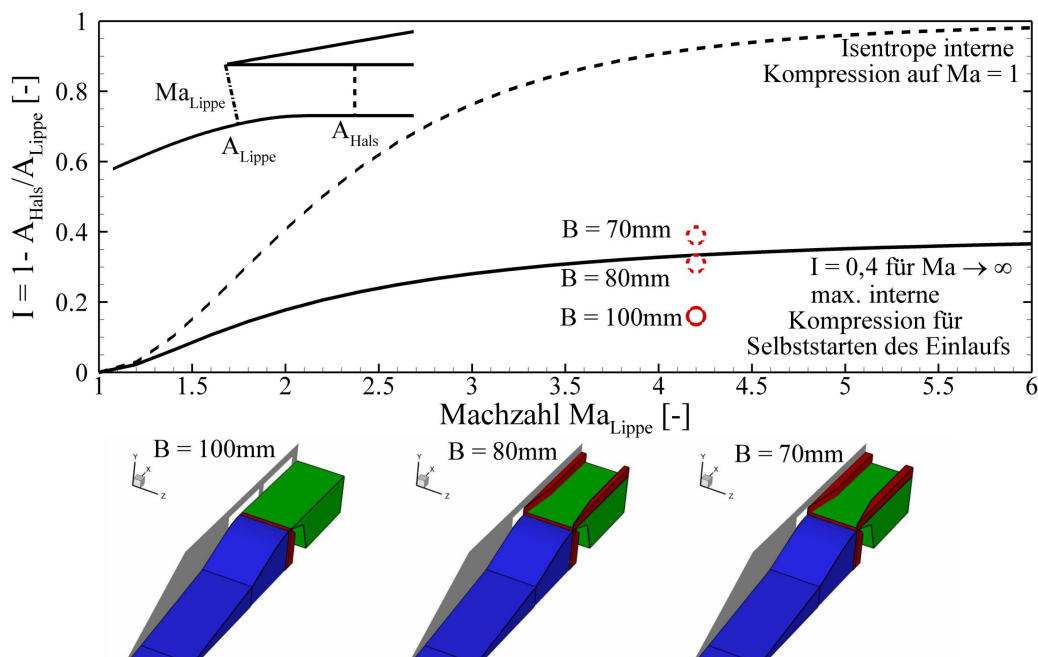 I = 1- A_Hals/A_Lippe [-]
1
0.8
0.6
0.4
0.2
0
Ma_Lippe
A_Lippe
A_Hals
Isentrope interne
Kompression auf Ma = 1
B = 70mm
B = 80mm
B = 100mm
I = 0,4 für Ma → ∞
max. interne
Kompression für
Selbststarten des Einlaufs
1 1.5 2 2.5 3 3.5 4 4.5 5 5.5 6
Machzahl Ma_Lippe [-]
B = 100mm
Y
X
Z
B = 80mm
Y
X
Z
B = 70mm
Y
X
Z